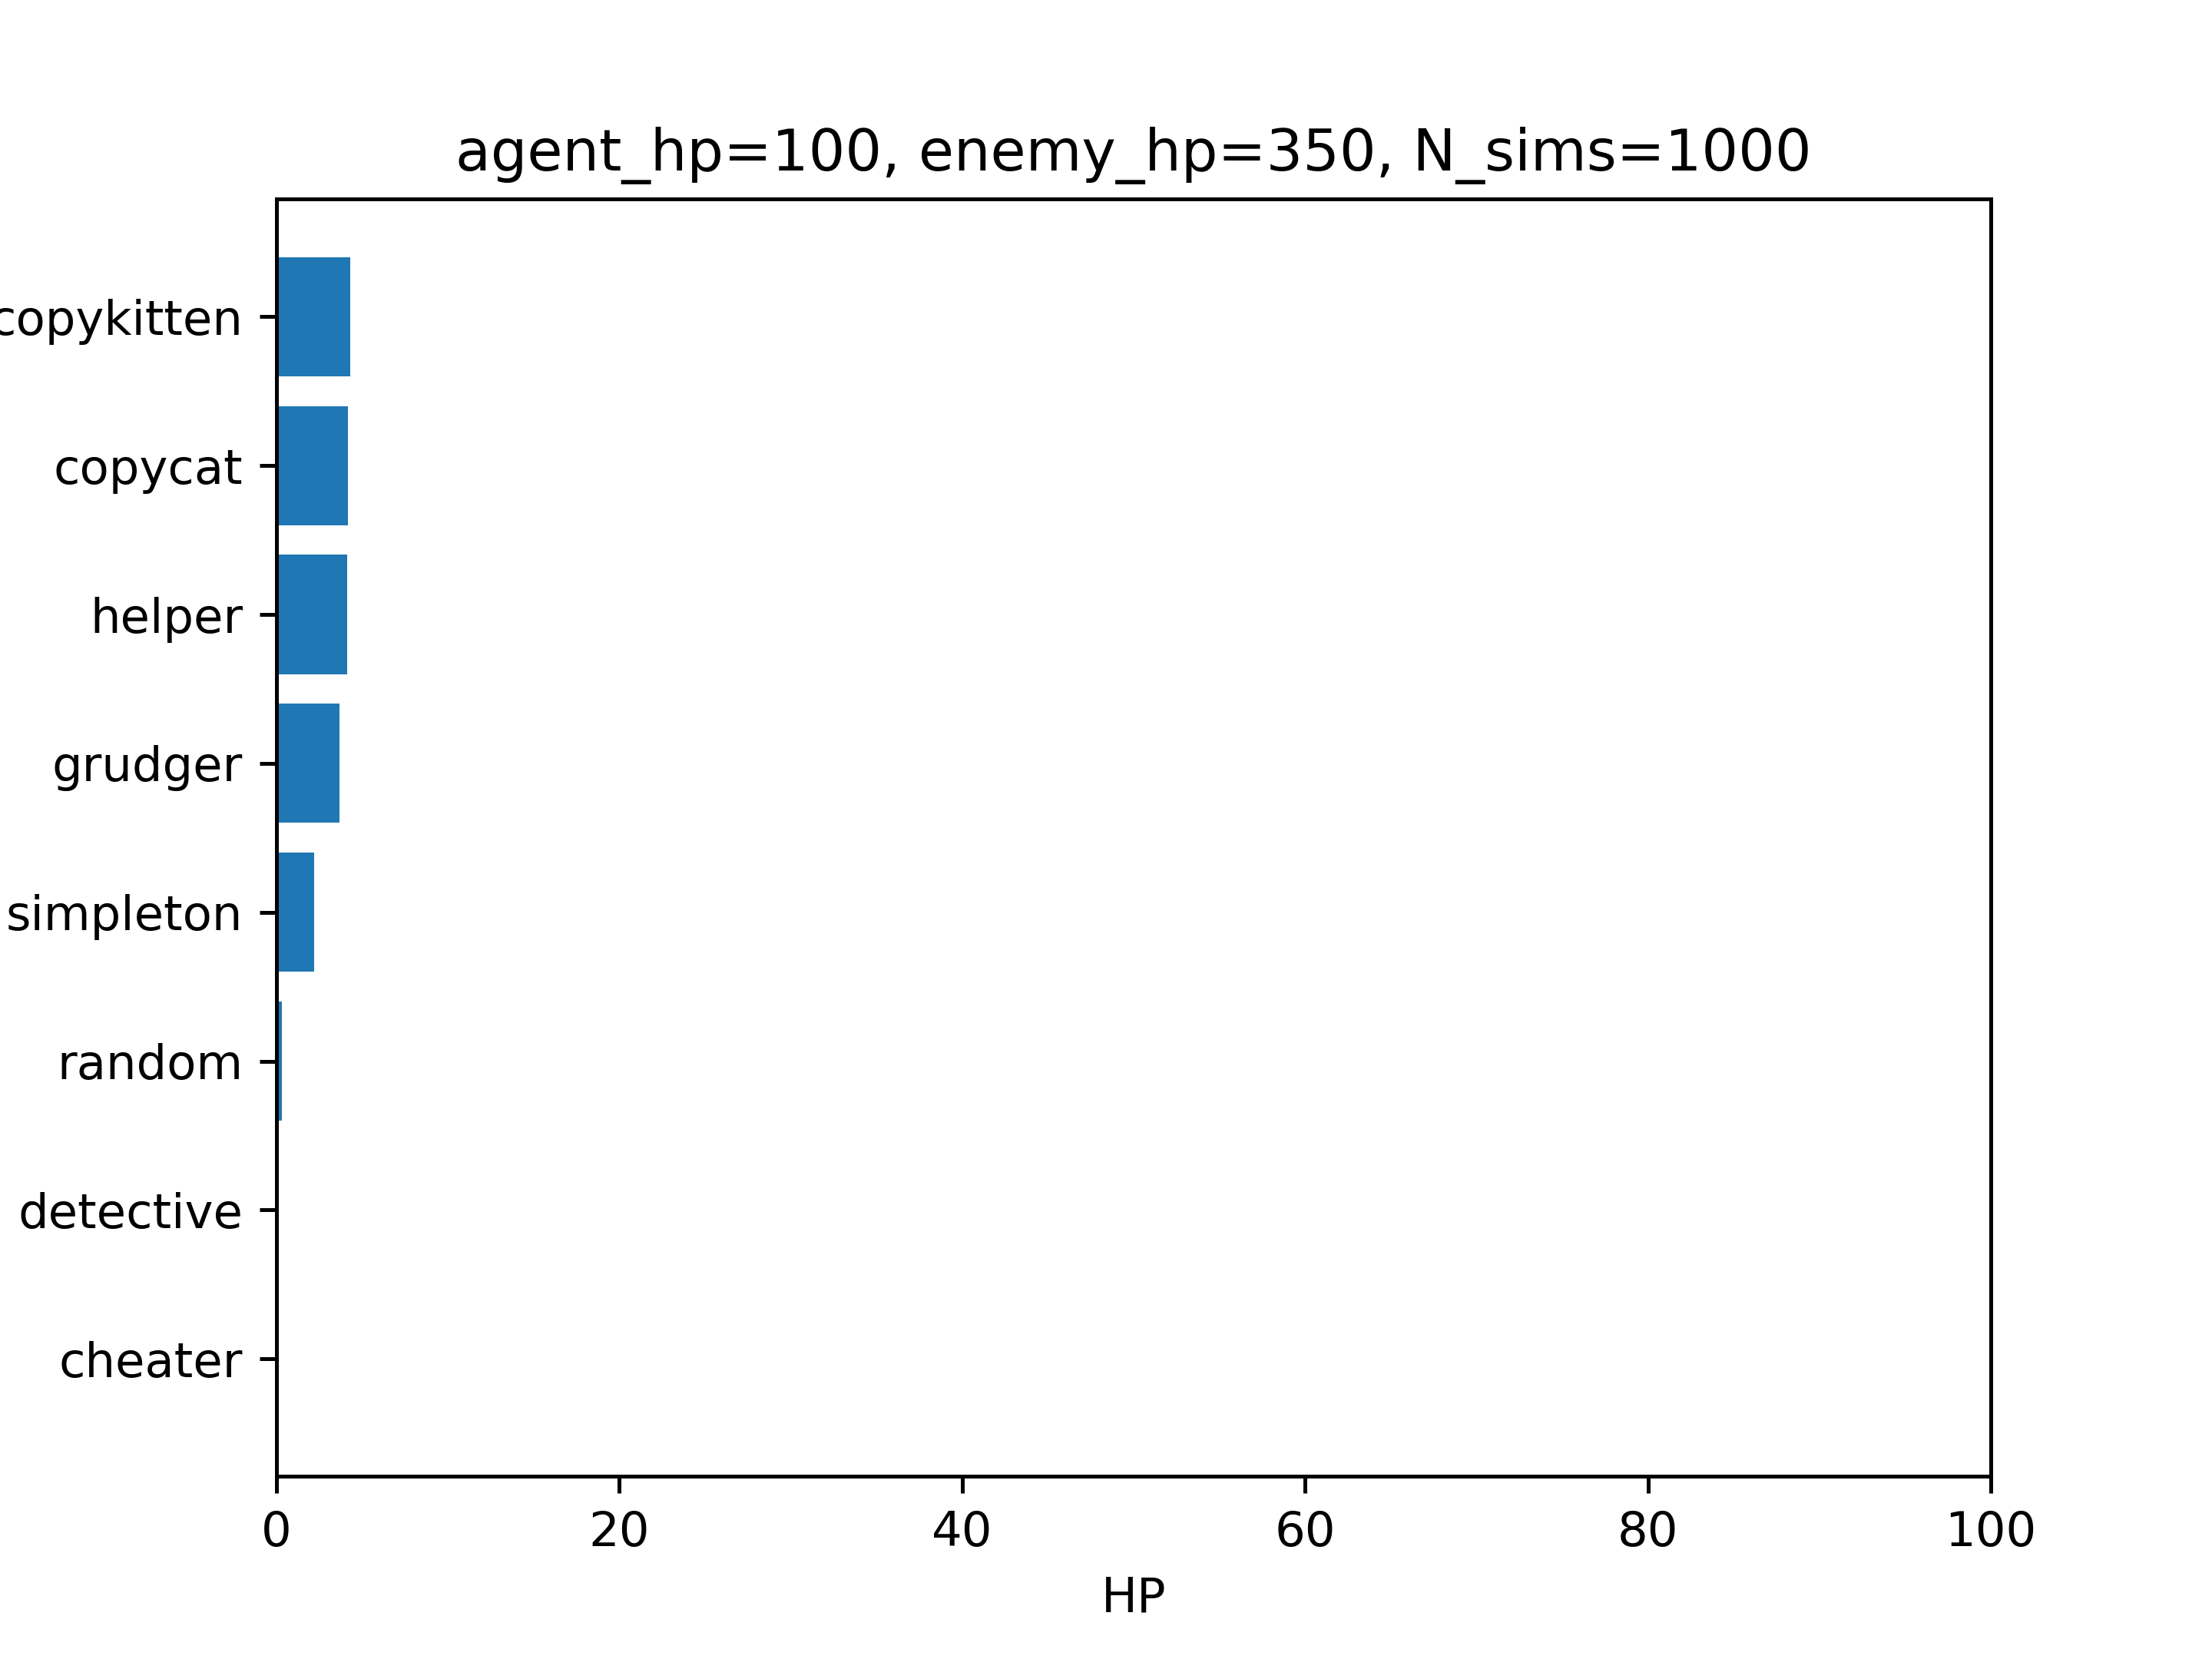 agent_hp=100, enemy_hp=350, N_sims=1000
copykitten
copycat
helper
grudger
simpleton
random
detective
cheater
0 20 40 60 80 100
HP